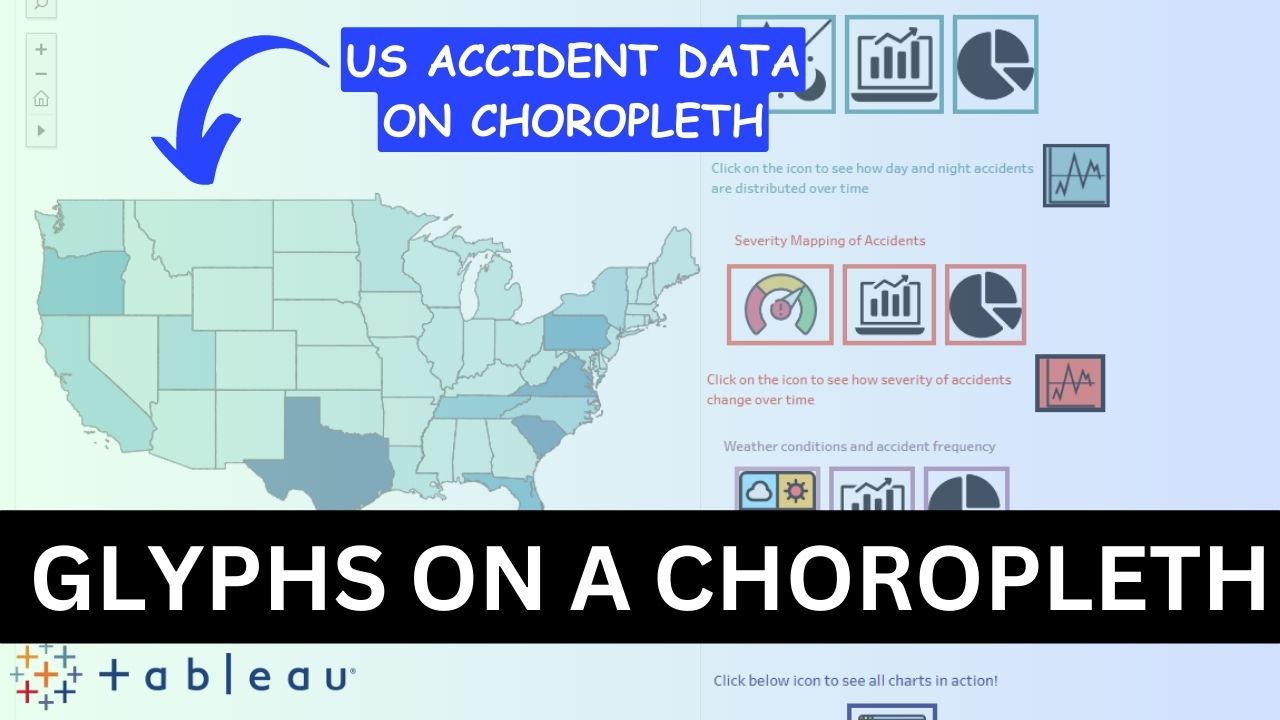 US ACCIDENT DATA
ON CHOROPLETH
Click on the icon to see how day and night accidents
are distributed over time
Severity Mapping of Accidents
Click on the icon to see how severity of accidents
change over time
Weather conditions and accident frequency
GLYPHS ON A CHOROPLETH
+ a b l e a u®
Click below icon to see all charts in action!